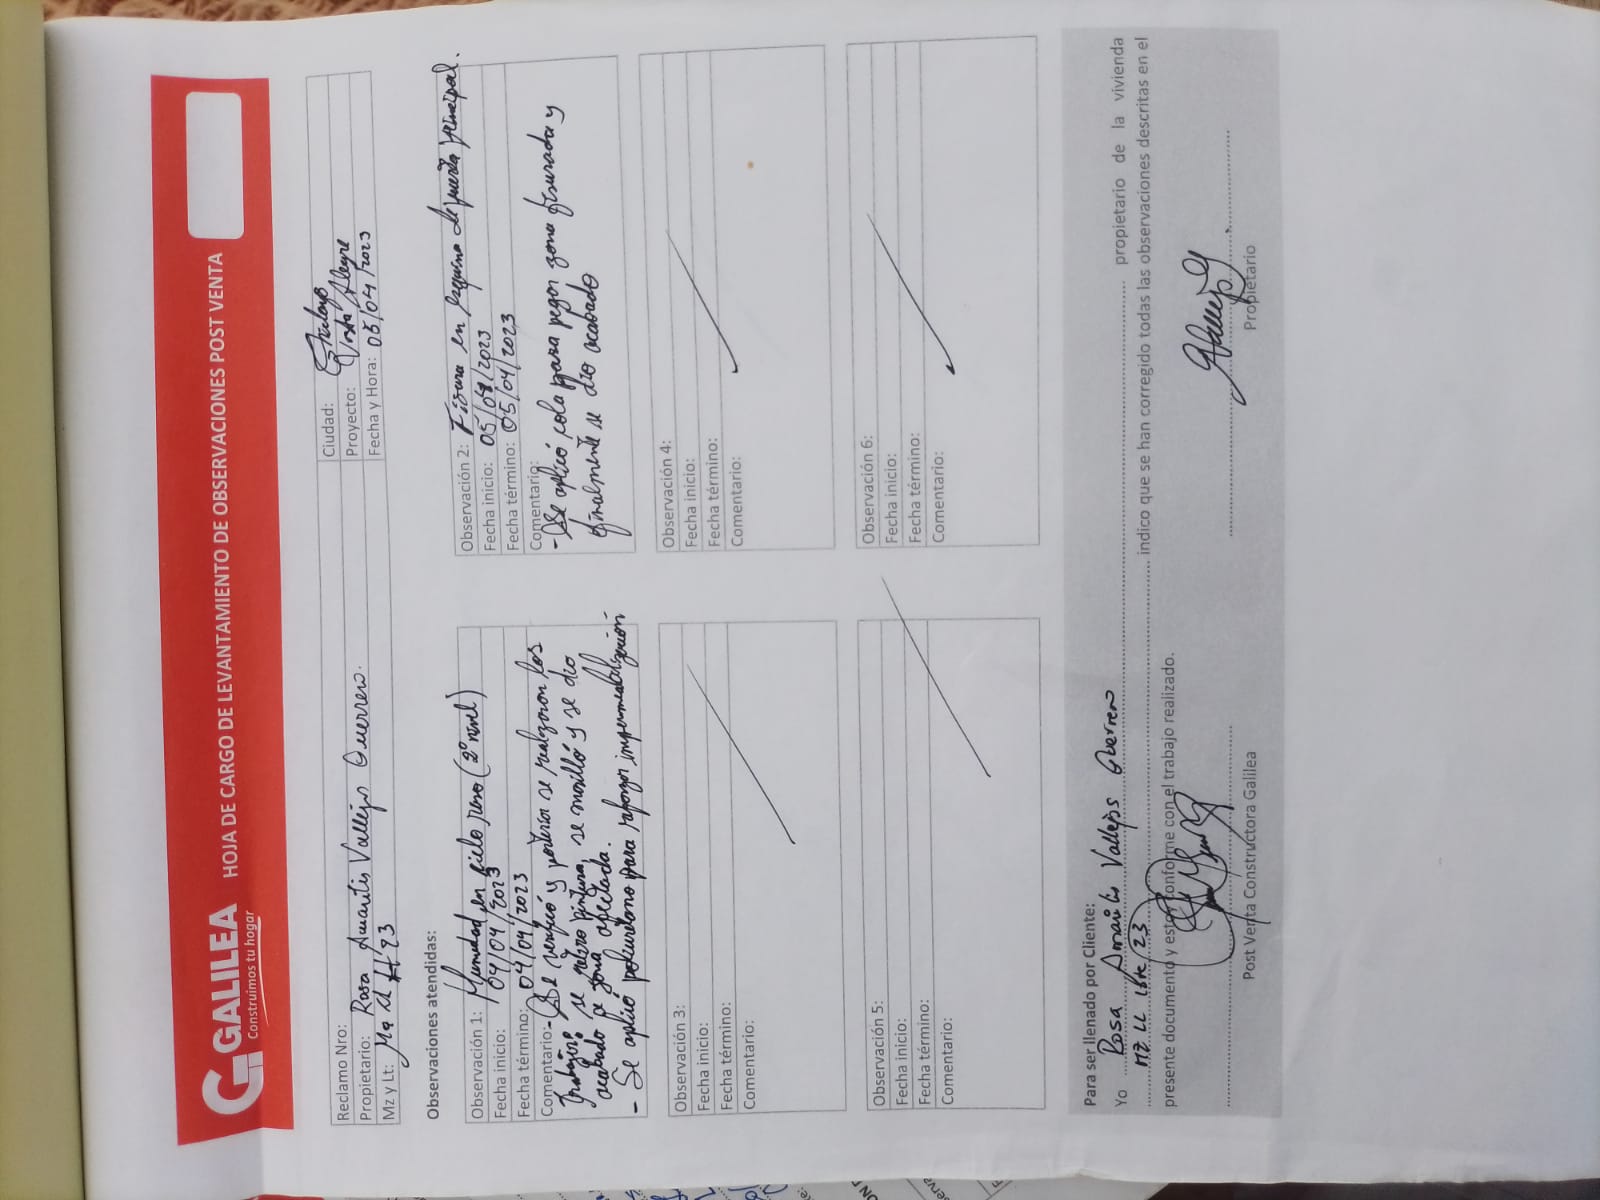 GALILEA
Construimos tu hogar
HOJA DE CARGO DE LEVANTAMIENTO DE OBSERVACIONES POST VENTA
Reclamo Nro:
Propietario: Rosa Amarilis Vallejos Guerrero.
Mz y Lt: Mz LL 23
Ciudad: Chiclayo
Proyecto: Vista Alegre
Fecha y Hora: 05/04/2023
Observaciones atendidas:
Observación 1: Humedad en cielo raso (2° nivel)
Fecha inicio: 04/04/2023
Fecha término: 04/04/2023
Comentario: - Se verificó y posterior se realizaron los
trabajos: se retiró pintura, se masilló y se dio
acabado a zona afectada.
- Se aplicó poliuretano para reforzar impermeabilización
Observación 2: Fisura en esquina de puerta principal.
Fecha inicio: 05/04/2023
Fecha término: 05/04/2023
Comentario:
- Se aplicó cola para pegar zona fisurada y
finalmente se dio acabado
Observación 3:
Fecha inicio:
Fecha término:
Comentario:
Observación 4:
Fecha inicio:
Fecha término:
Comentario:
Observación 5:
Fecha inicio:
Fecha término:
Comentario:
Observación 6:
Fecha inicio:
Fecha término:
Comentario:
Para ser llenado por Cliente:
Yo Rosa Amarilis Vallejos Guerrero propietario de la vivienda
Mz LL lote 23 indico que se han corregido todas las observaciones descritas en el
presente documento y estoy conforme con el trabajo realizado.
Post Venta Constructora Galilea
Propietario